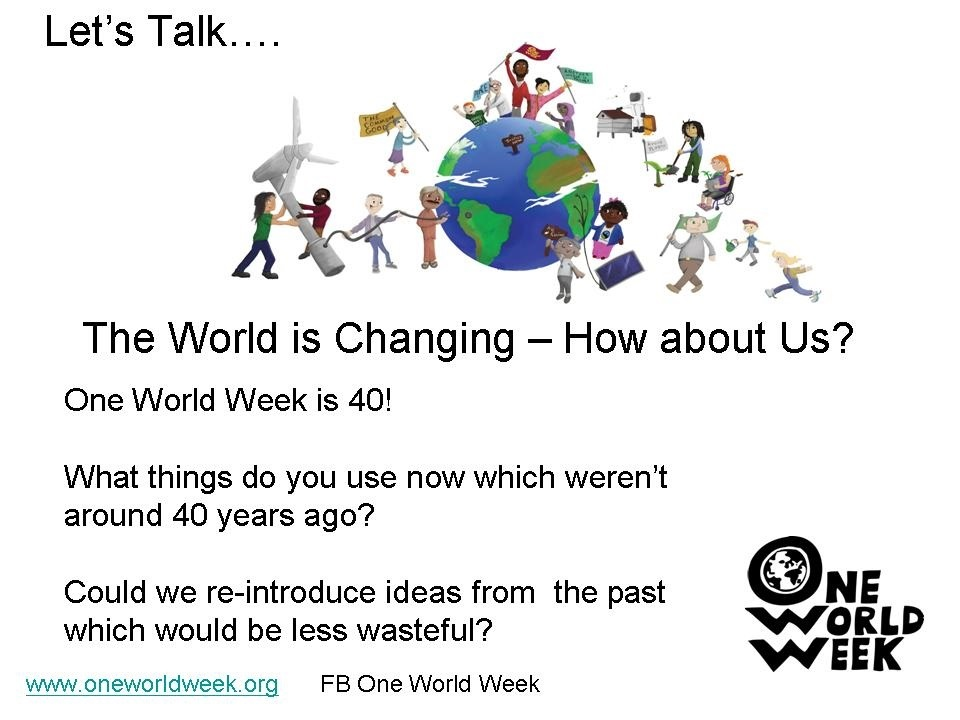 Let's Talk….
THE COMMON GOOD
The World is Changing – How about Us?
One World Week is 40!
What things do you use now which weren't
around 40 years ago?
Could we re-introduce ideas from  the past
which would be less wasteful?
ONE
WORLD
WEEK
www.oneworldweek.org FB One World Week